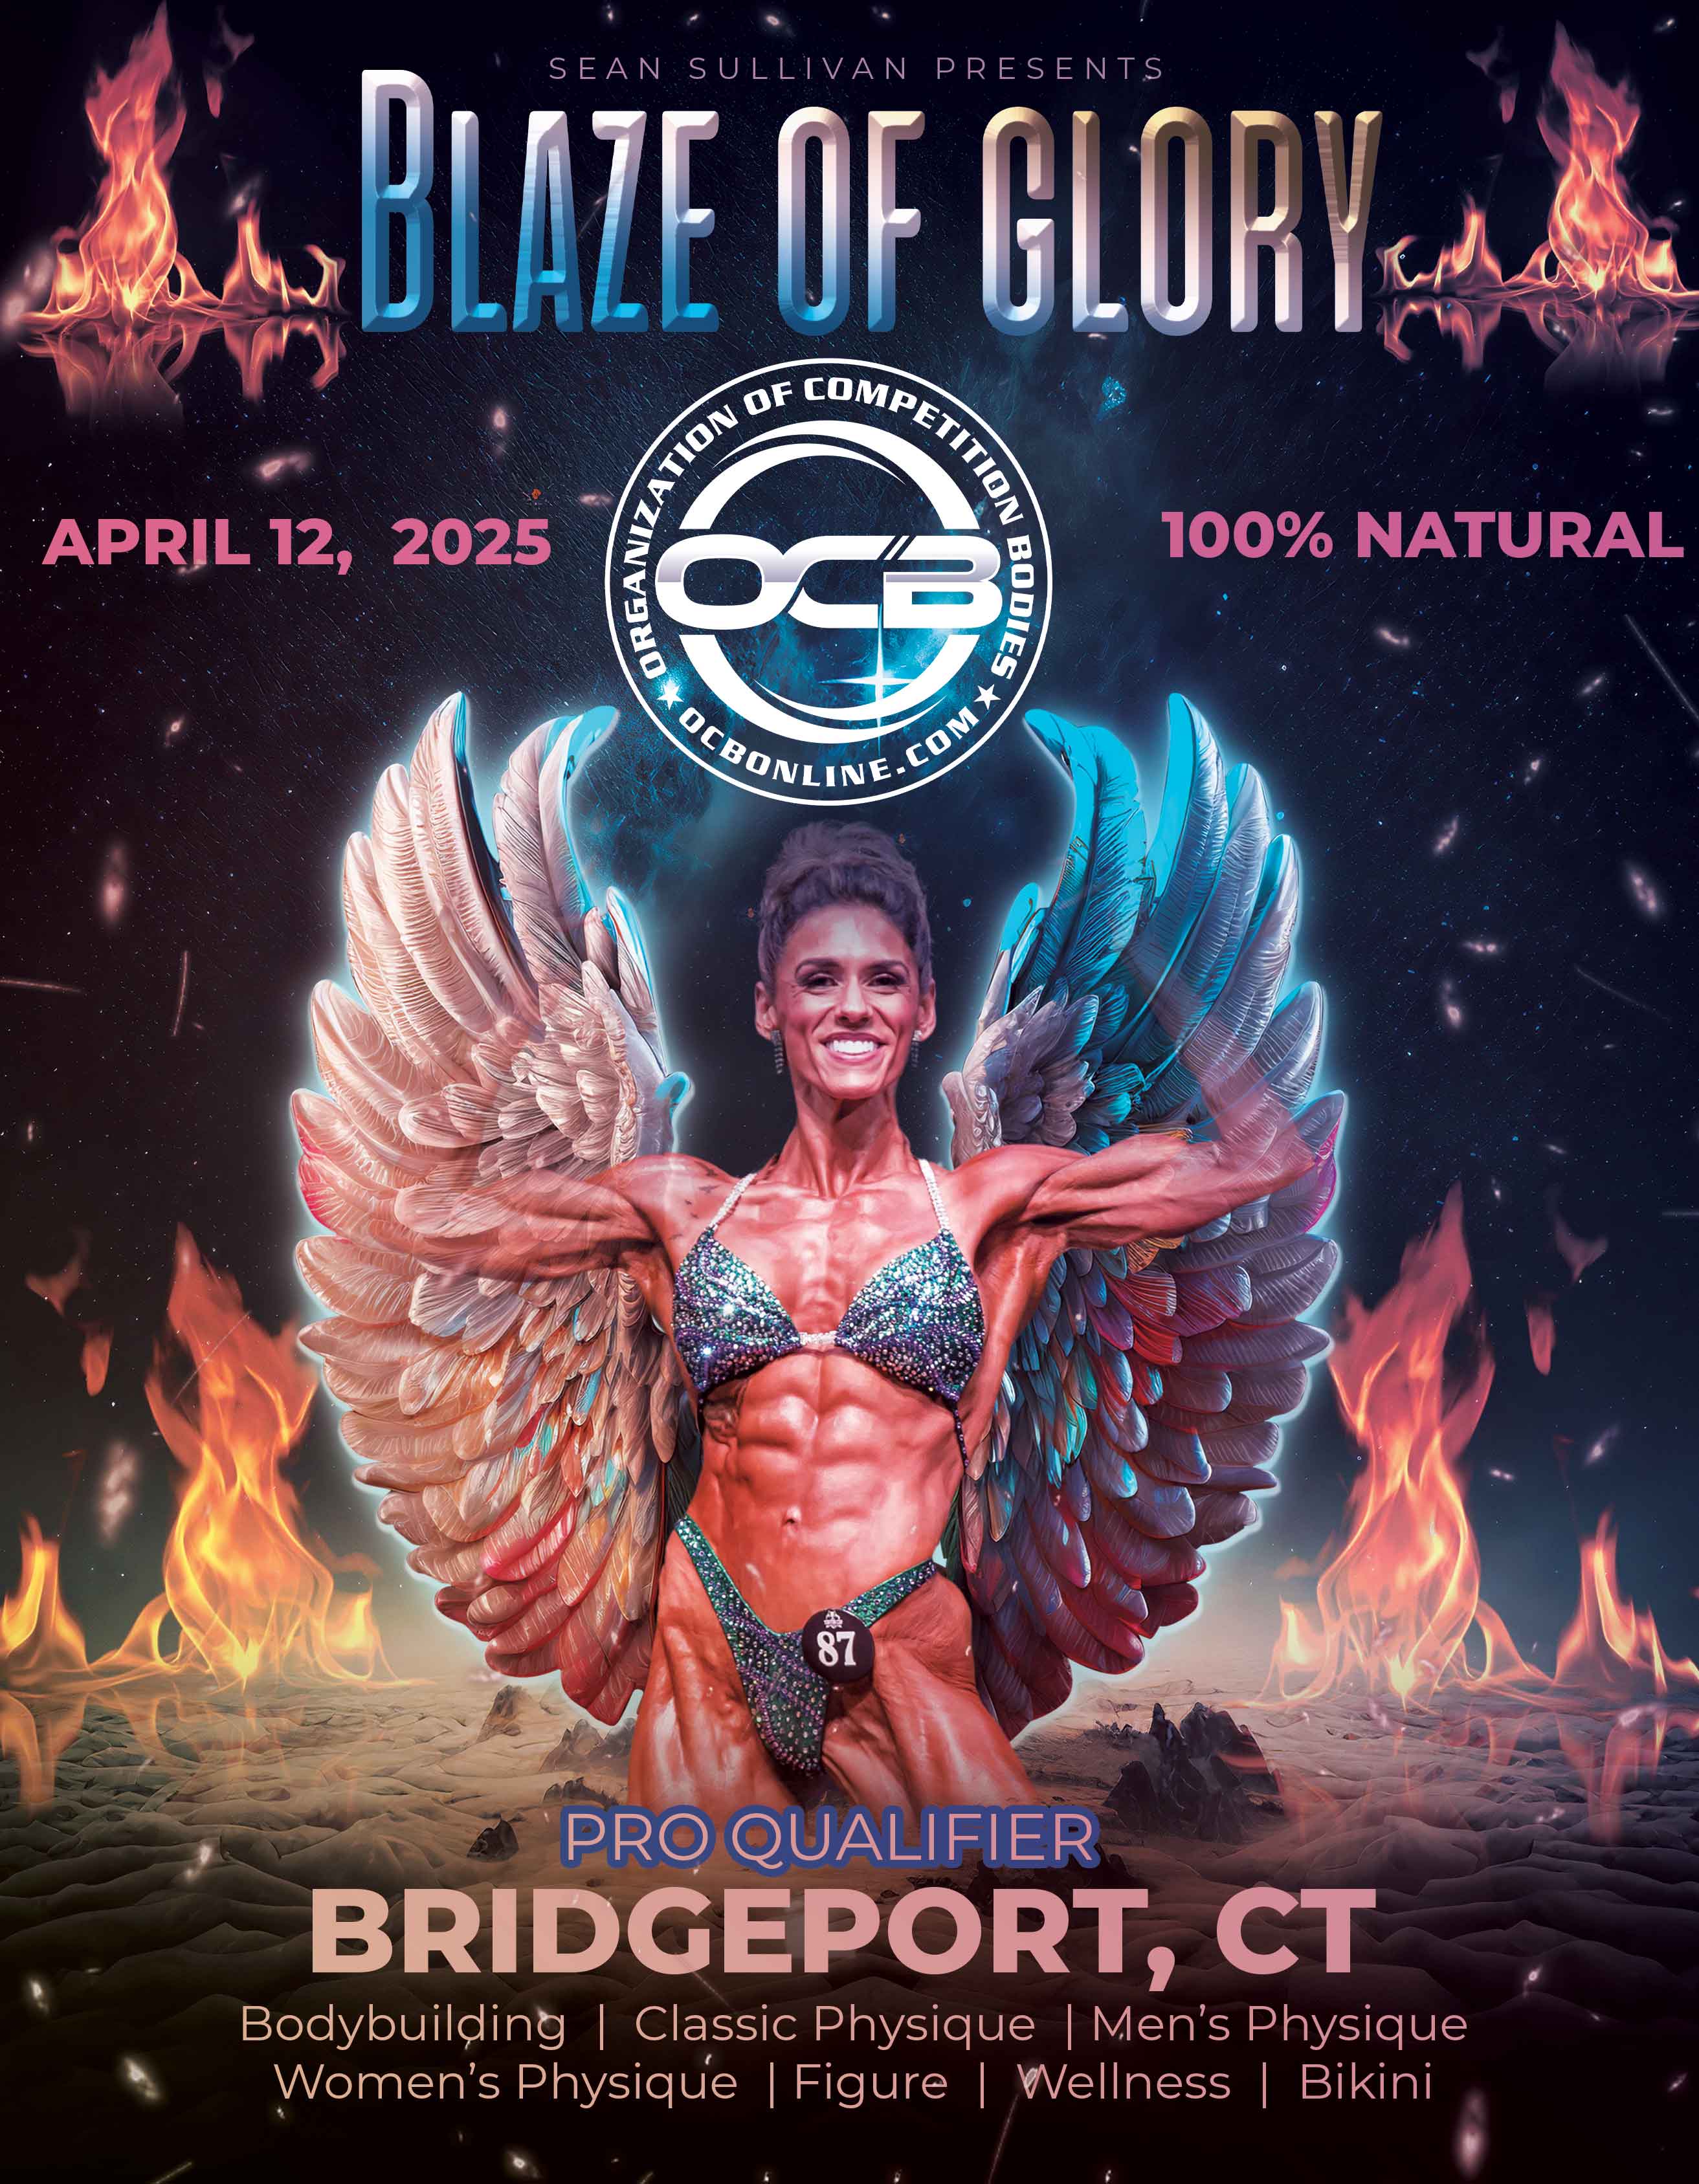 SEAN SULLIVAN PRESENTS
BLAZE OF GLORY
ORGANIZATION OF COMPETITION BODIES
OCB
OCBONLINE.COM
APRIL 12, 2025
100% NATURAL
87
PRO QUALIFIER
BRIDGEPORT, CT
Bodybuilding | Classic Physique | Men's Physique
Women's Physique | Figure | Wellness | Bikini